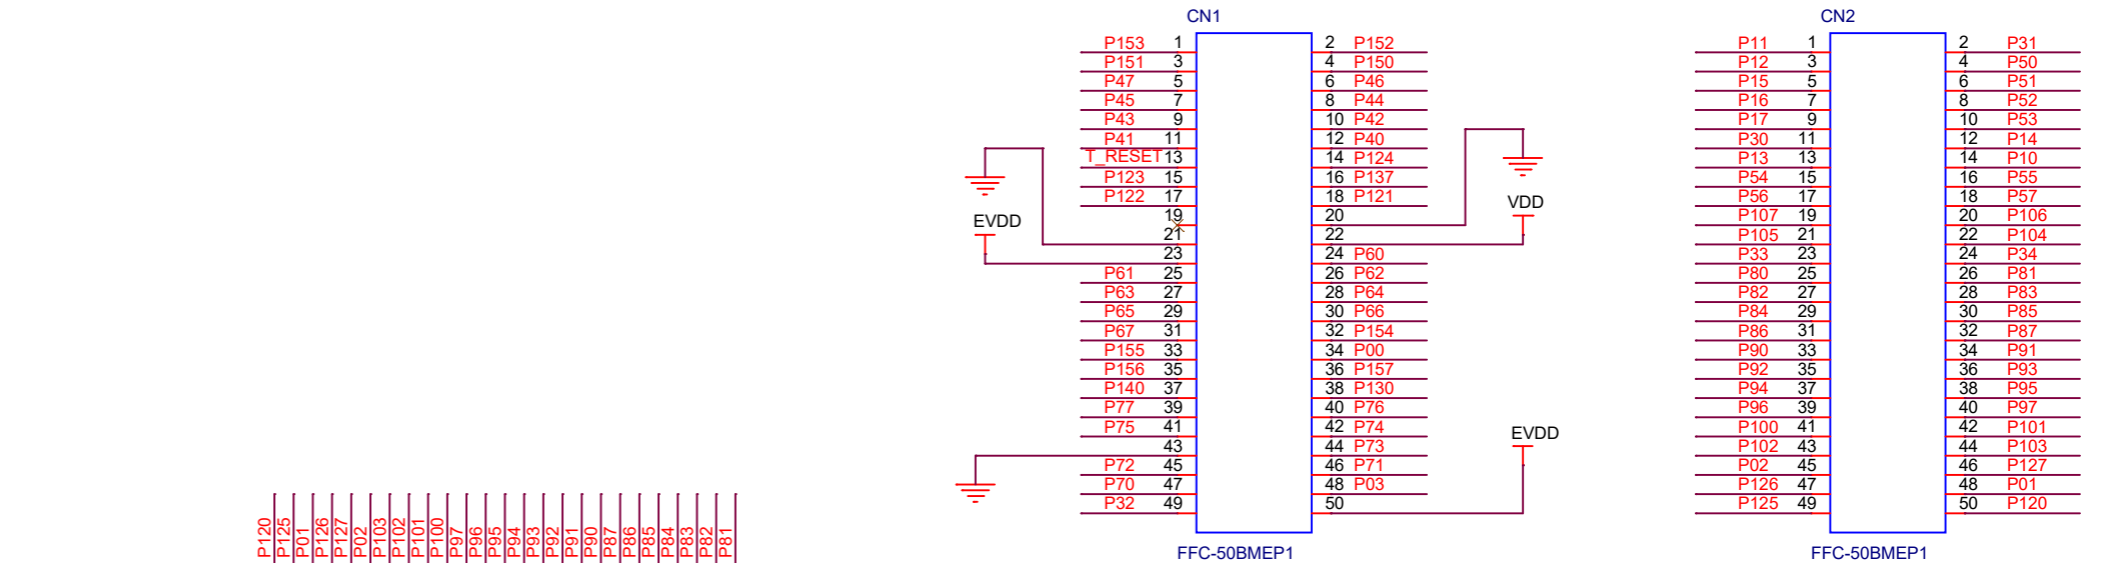 CN1
P153 1 2 P152
P151 3 4 P150
P47 5 6 P46
P45 7 8 P44
P43 9 10 P42
P41 11 12 P40
T_RESET 13 14 P124
P123 15 16 P137
P122 17 18 P121
19 20
21 22
23 24 P60
P61 25 26 P62
P63 27 28 P64
P65 29 30 P66
P67 31 32 P154
P155 33 34 P00
P156 35 36 P157
P140 37 38 P130
P77 39 40 P76
P75 41 42 P74
43 44 P73
P72 45 46 P71
P70 47 48 P03
P32 49 50
FFC-50BMEP1
EVDD
VDD
EVDD
CN2
P11 1 2 P31
P12 3 4 P50
P15 5 6 P51
P16 7 8 P52
P17 9 10 P53
P30 11 12 P14
P13 13 14 P10
P54 15 16 P55
P56 17 18 P57
P107 19 20 P106
P105 21 22 P104
P33 23 24 P34
P80 25 26 P81
P82 27 28 P83
P84 29 30 P85
P86 31 32 P87
P90 33 34 P91
P92 35 36 P93
P94 37 38 P95
P96 39 40 P97
P100 41 42 P101
P102 43 44 P103
P02 45 46 P127
P126 47 48 P01
P125 49 50 P120
FFC-50BMEP1
P120
P125
P01
P126
P127
P02
P103
P102
P101
P100
P97
P96
P95
P94
P93
P92
P91
P90
P87
P86
P85
P84
P83
P82
P81